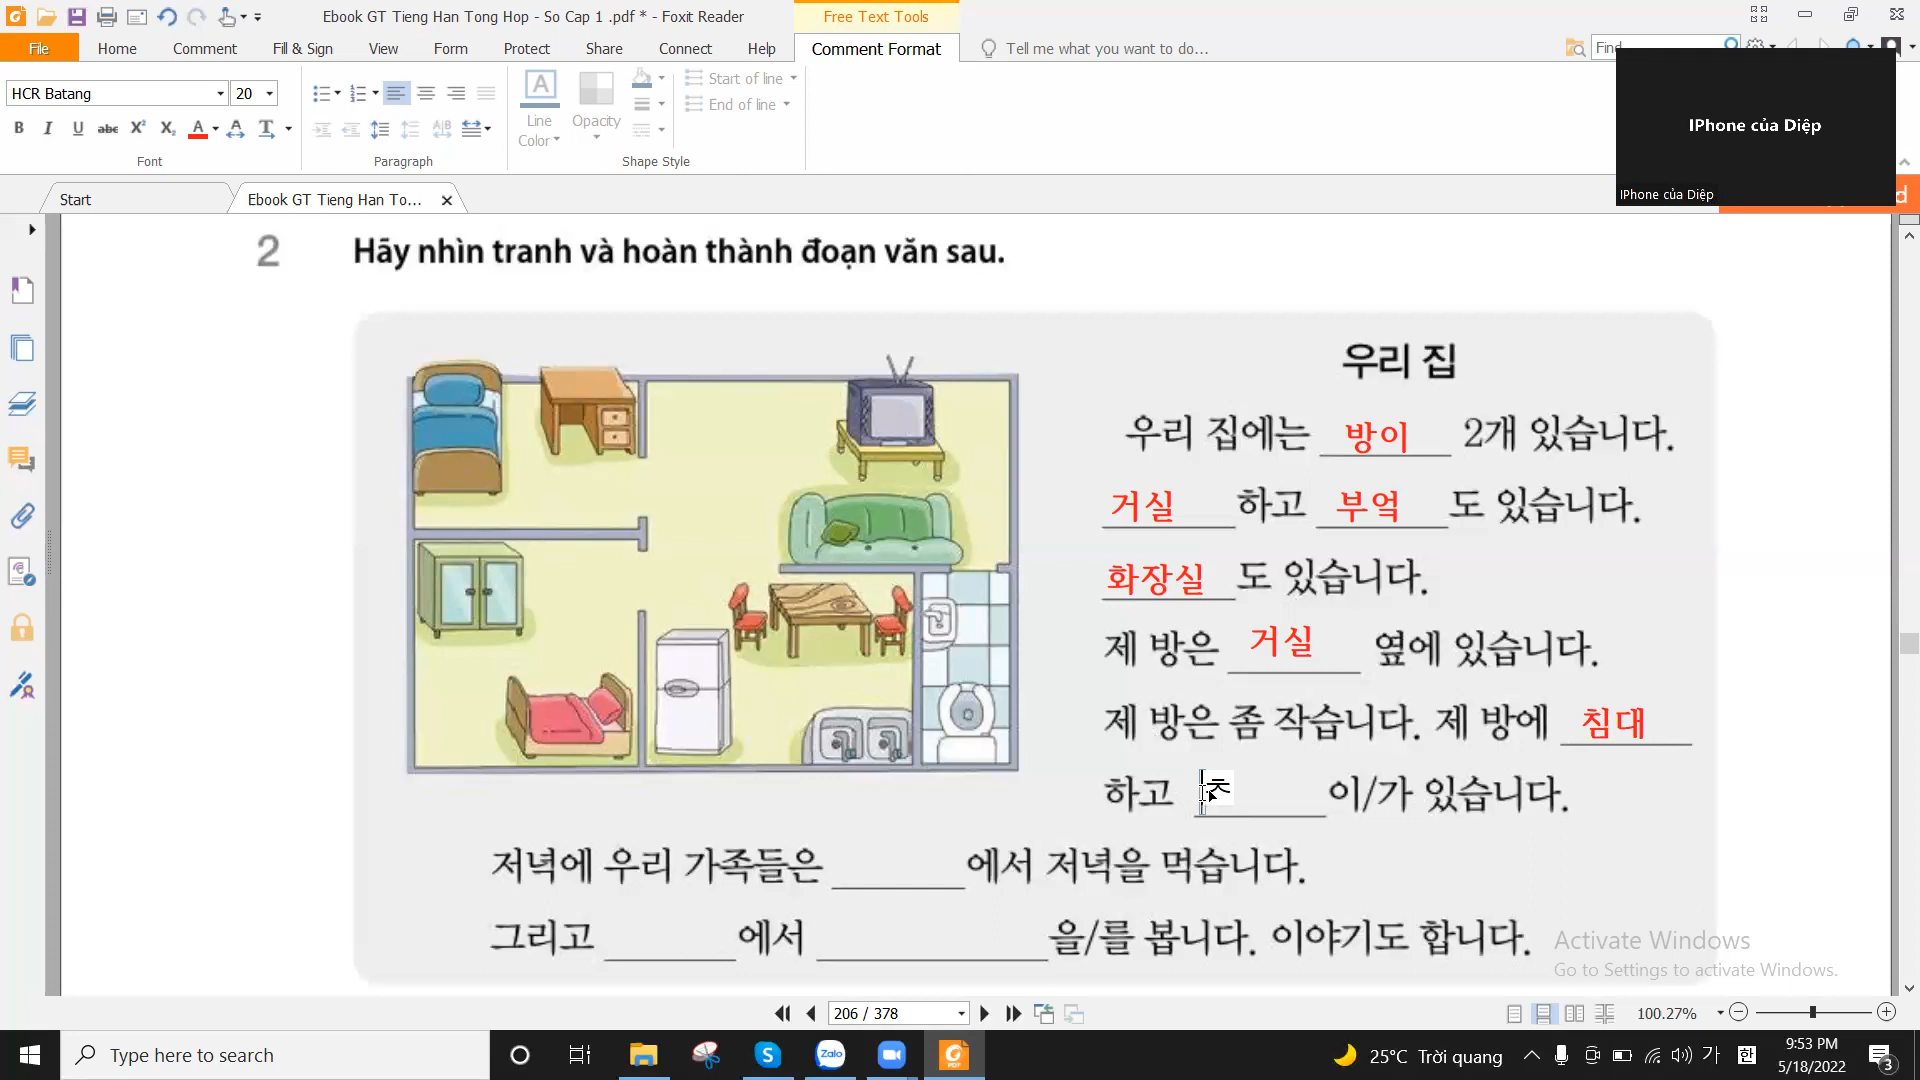 Ebook GT Tieng Han Tong Hop - So Cap 1 .pdf * - Foxit Reader
Free Text Tools
File Home Comment Fill & Sign View Form Protect Share Connect Help Comment Format Tell me what you want to do... Find
HCR Batang 20
Start of line
End of line
Line Color
Opacity
Font Paragraph Shape Style
IPhone của Diệp
IPhone của Diệp
Start
Ebook GT Tieng Han To...
2 Hãy nhìn tranh và hoàn thành đoạn văn sau.
우리 집
우리 집에는 방이 2개 있습니다.
거실 하고 부엌 도 있습니다.
화장실 도 있습니다.
제 방은 거실 옆에 있습니다.
제 방은 좀 작습니다. 제 방에 침대
하고 ㅊ 이/가 있습니다.
저녁에 우리 가족들은 에서 저녁을 먹습니다.
그리고 에서 을/를 봅니다. 이야기도 합니다.
Activate Windows
Go to Settings to activate Windows.
206 / 378
100.27%
Type here to search
Zalo
25°C Trời quang
가 한
9:53 PM
5/18/2022
3